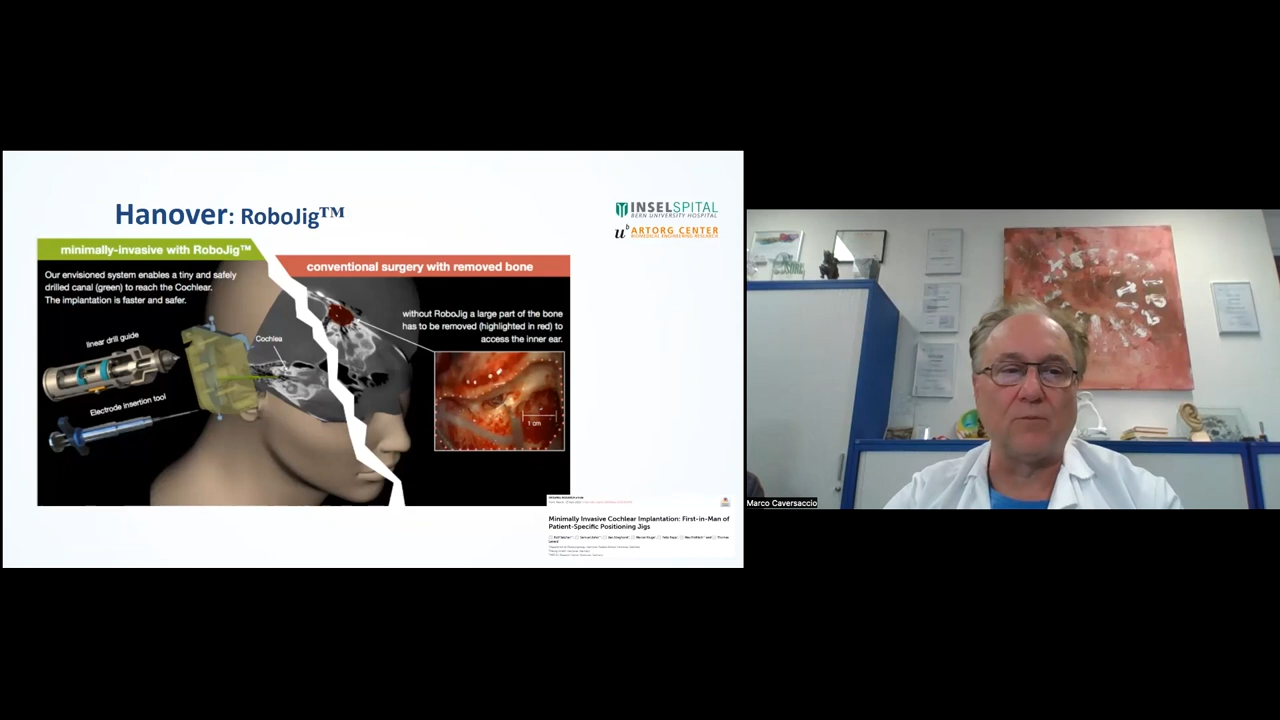 Hanover: RoboJig™
INSELSPITAL
BERN UNIVERSITY HOSPITAL
u^b ARTORG CENTER
BIOMEDICAL ENGINEERING RESEARCH
minimally-invasive with RoboJig™
Our envisioned system enables a tiny and safely
drilled canal (green) to reach the Cochlear.
The implantation is faster and safer.
linear drill guide
Electrode insertion tool
Cochlea
conventional surgery with removed bone
without RoboJig a large part of the bone
has to be removed (highlighted in red) to
access the inner ear.
1 cm
Minimally Invasive Cochlear Implantation: First-in-Man of
Patient-Specific Positioning Jigs
Marco Caversaccio